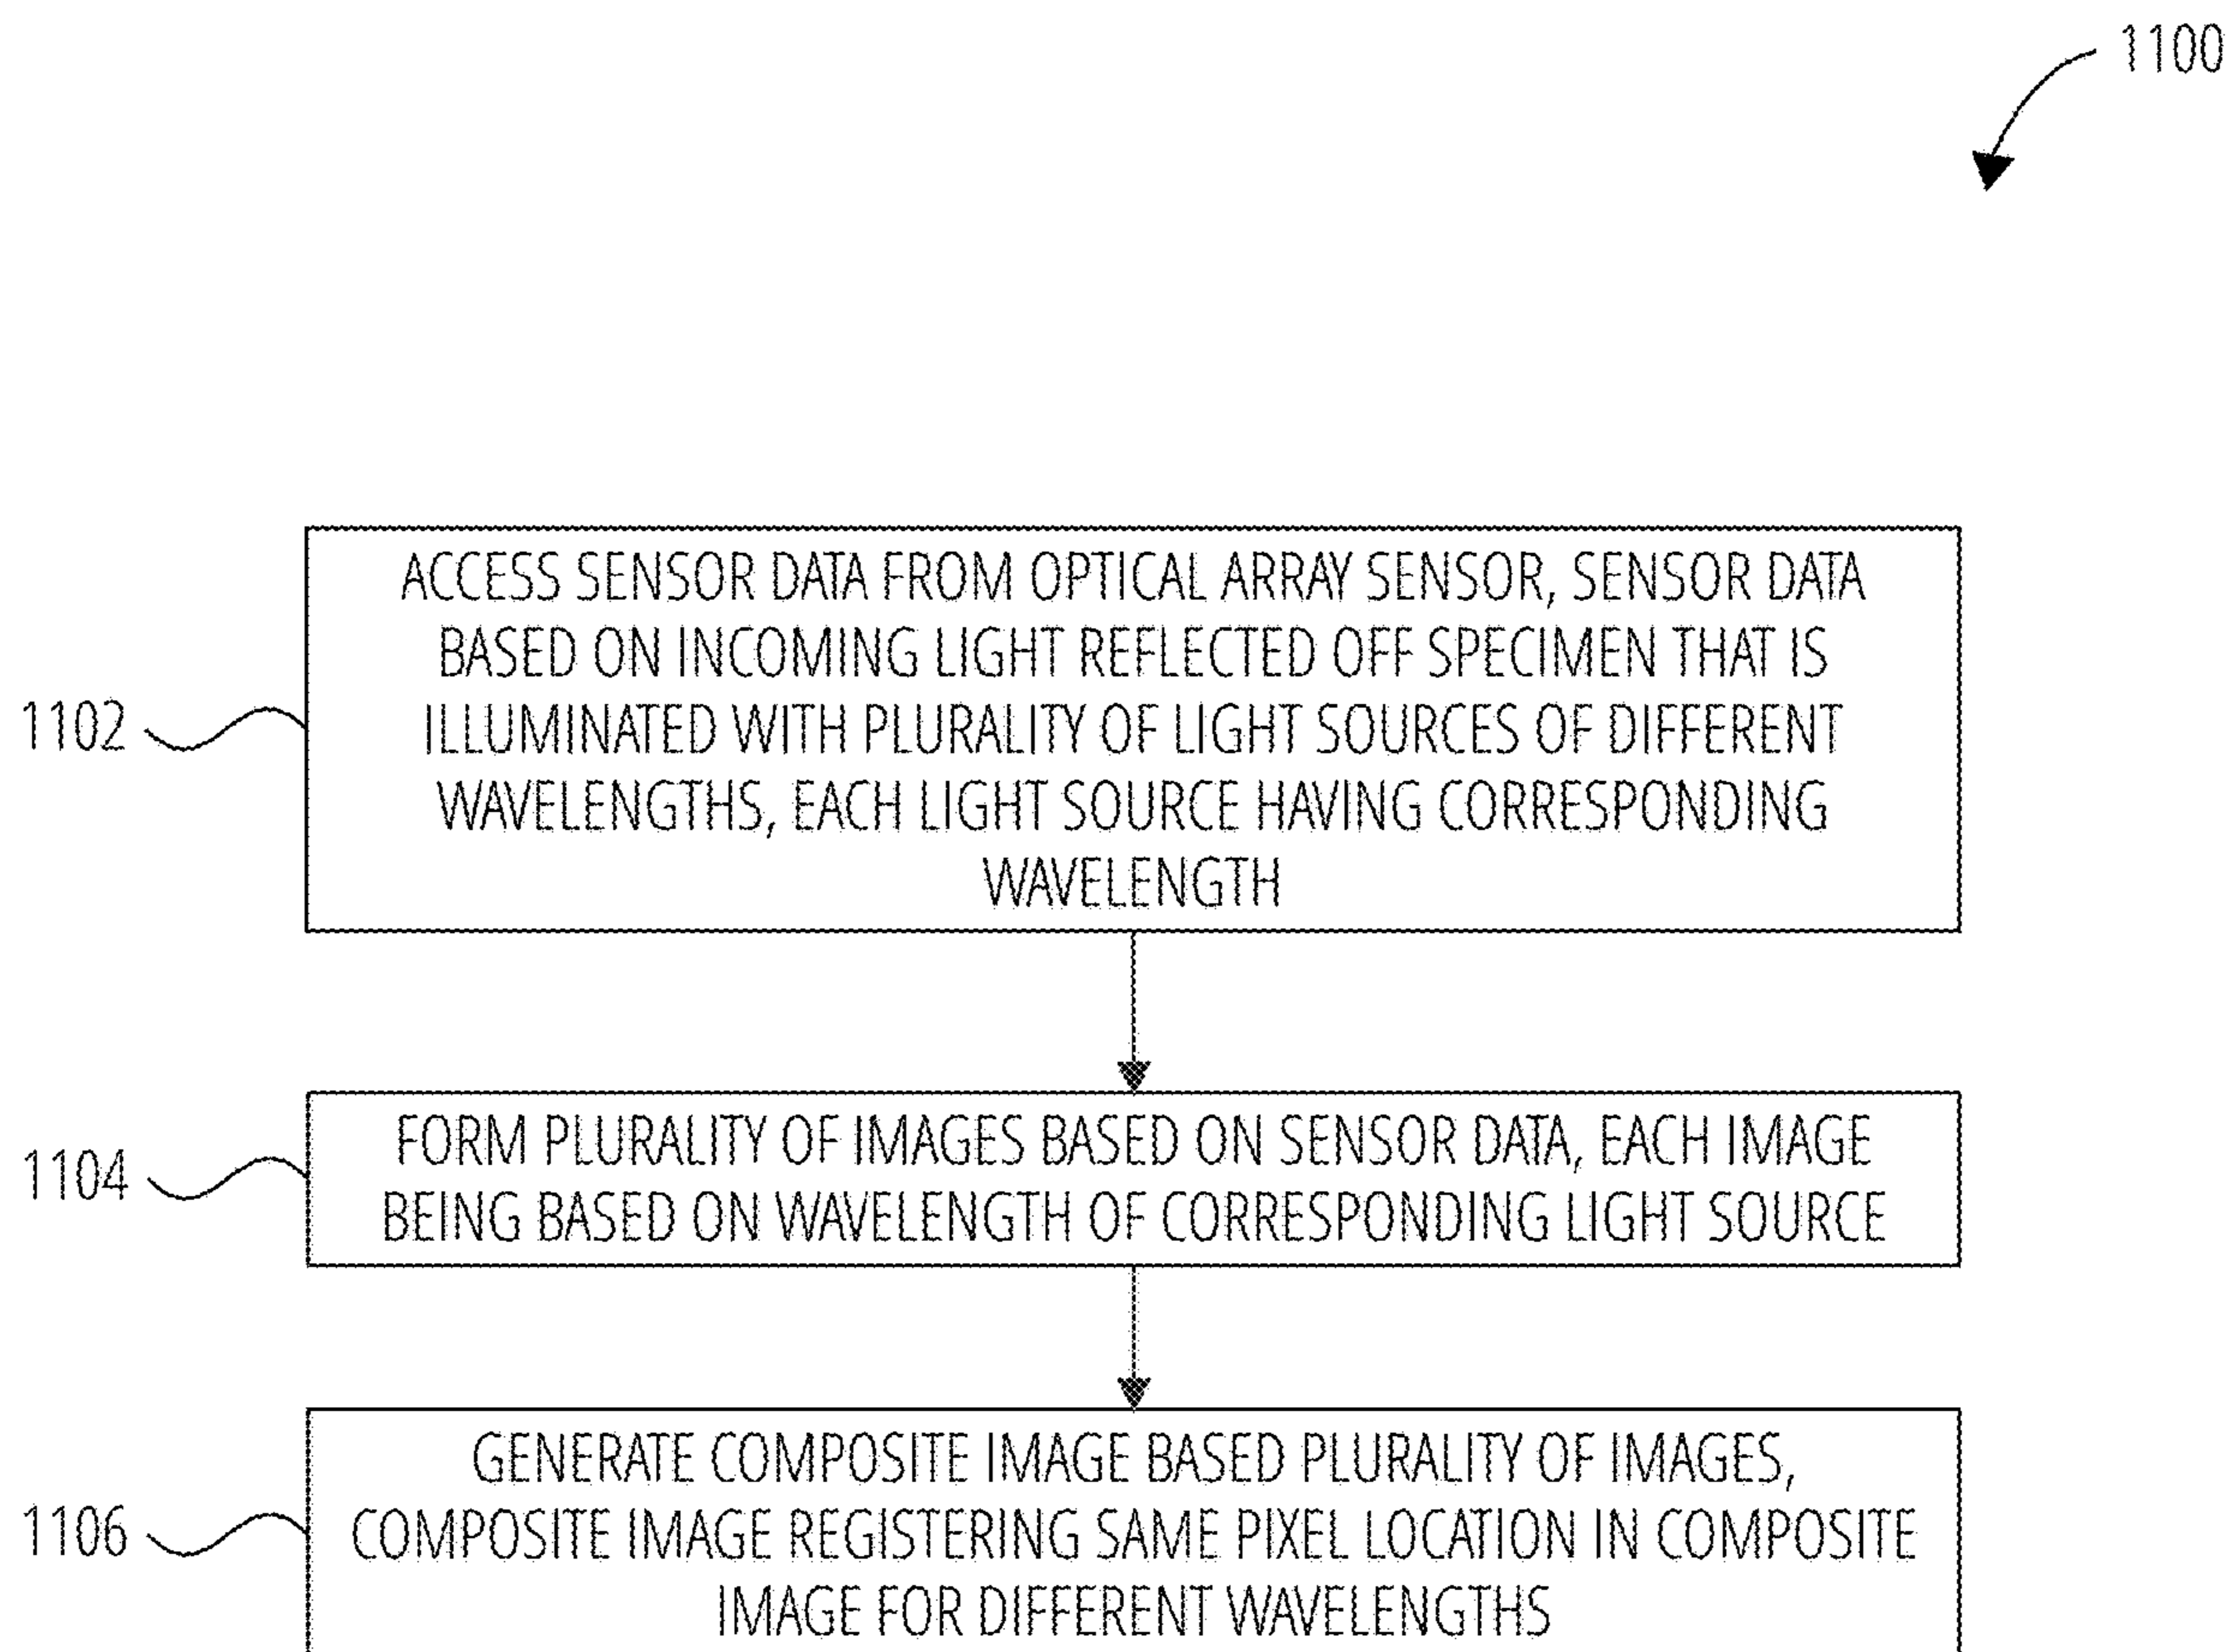 1100
ACCESS SENSOR DATA FROM OPTICAL ARRAY SENSOR, SENSOR DATA
BASED ON INCOMING LIGHT REFLECTED OFF SPECIMEN THAT IS
1102
ILLUMINATED WITH PLURALITY OF LIGHT SOURCES OF DIFFERENT
WAVELENGTHS, EACH LIGHT SOURCE HAVING CORRESPONDING
WAVELENGTH
1104
FORM PLURALITY OF IMAGES BASED ON SENSOR DATA, EACH IMAGE
BEING BASED ON WAVELENGTH OF CORRESPONDING LIGHT SOURCE
1106
GENERATE COMPOSITE IMAGE BASED PLURALITY OF IMAGES,
COMPOSITE IMAGE REGISTERING SAME PIXEL LOCATION IN COMPOSITE
IMAGE FOR DIFFERENT WAVELENGTHS